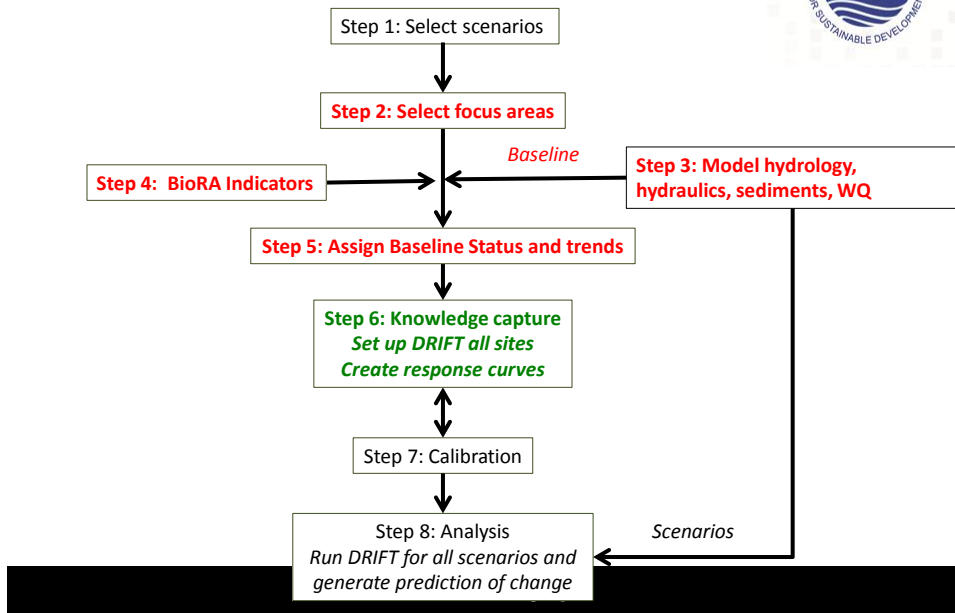 FOR SUSTAINABLE DEVELOPMENT
Step 1: Select scenarios
Step 2: Select focus areas
Baseline
Step 3: Model hydrology,
hydraulics, sediments, WQ
Step 4: BioRA Indicators
Step 5: Assign Baseline Status and trends
Step 6: Knowledge capture
Set up DRIFT all sites
Create response curves
Step 7: Calibration
Step 8: Analysis
Run DRIFT for all scenarios and
generate prediction of change
Scenarios